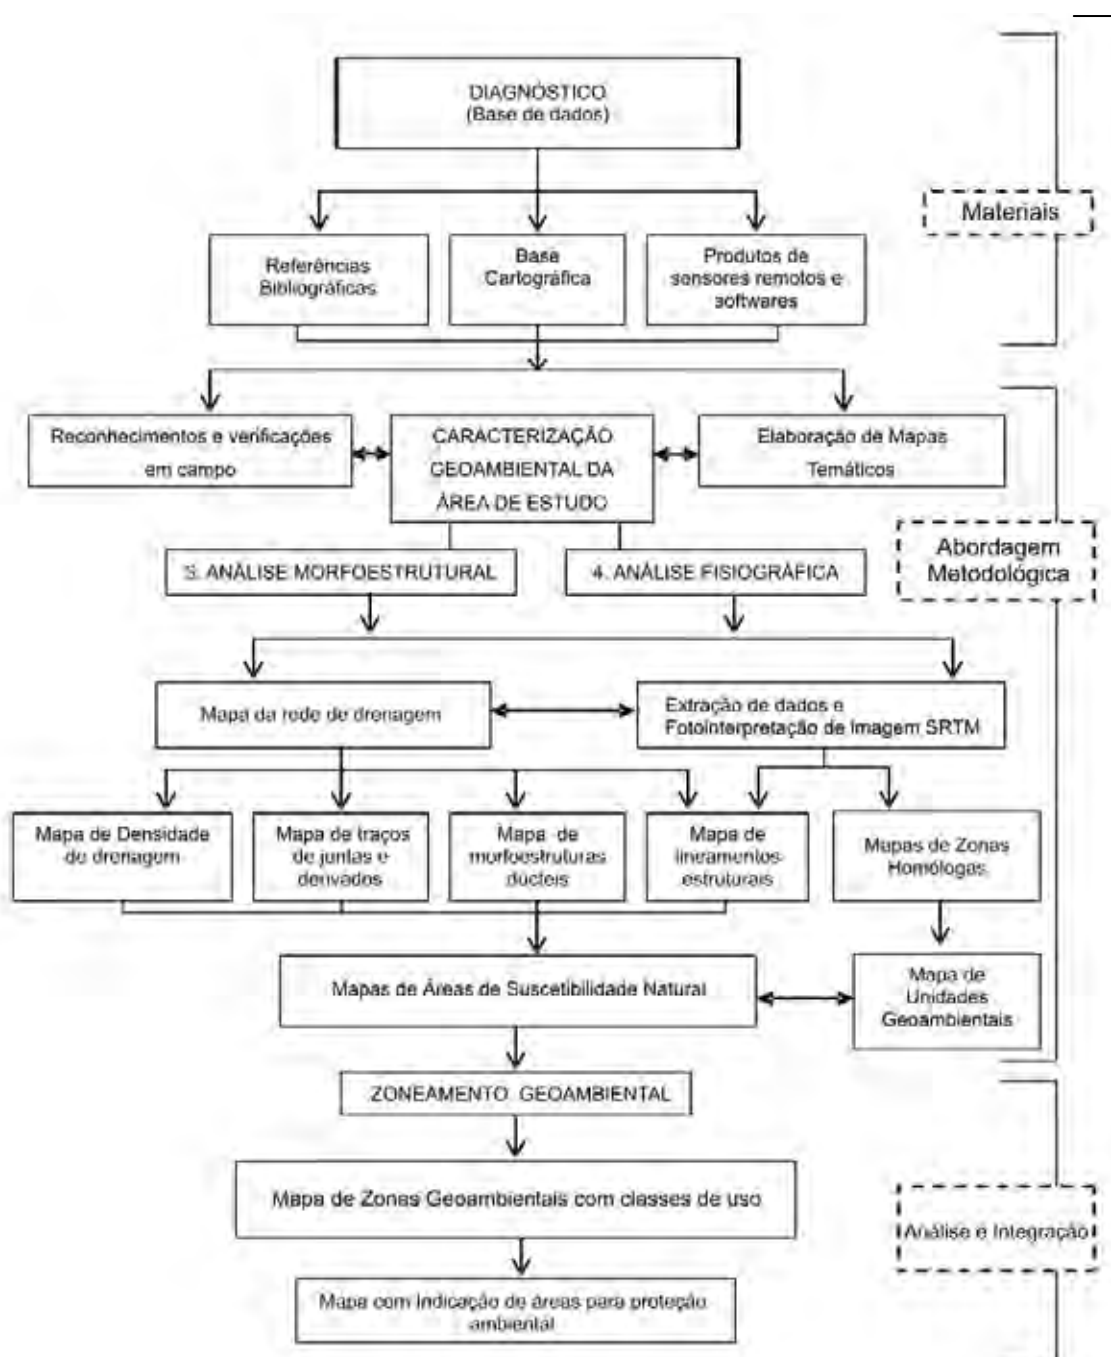 DIAGNÓSTICO
(Base de dados)
Materiais
Referências
Bibliográficas
Base
Cartográfica
Produtos de
sensores remotos e
softwares
Reconhecimentos e verificações
em campo
CARACTERIZAÇÃO
GEOAMBIENTAL DA
ÁREA DE ESTUDO
Elaboração de Mapas
Temáticos
Abordagem
Metodológica
3. ANÁLISE MORFOESTRUTURAL
4. ANÁLISE FISIOGRÁFICA
Mapa da rede de drenagem
Extração de dados e
Fotointerpretação de Imagem SRTM
Mapa de Densidade
de drenagem
Mapa de traços
de juntas e
derivados
Mapa de
morfoestruturas
dúcteis
Mapa de
lineamentos
estruturais
Mapas de Zonas
Homólogas
Mapas de Áreas de Suscetibilidade Natural
Mapa de
Unidades
Geoambientais
ZONEAMENTO GEOAMBIENTAL
Mapa de Zonas Geoambientais com classes de uso
Análise e Integração
Mapa com Indicação de áreas para proteção
ambiental